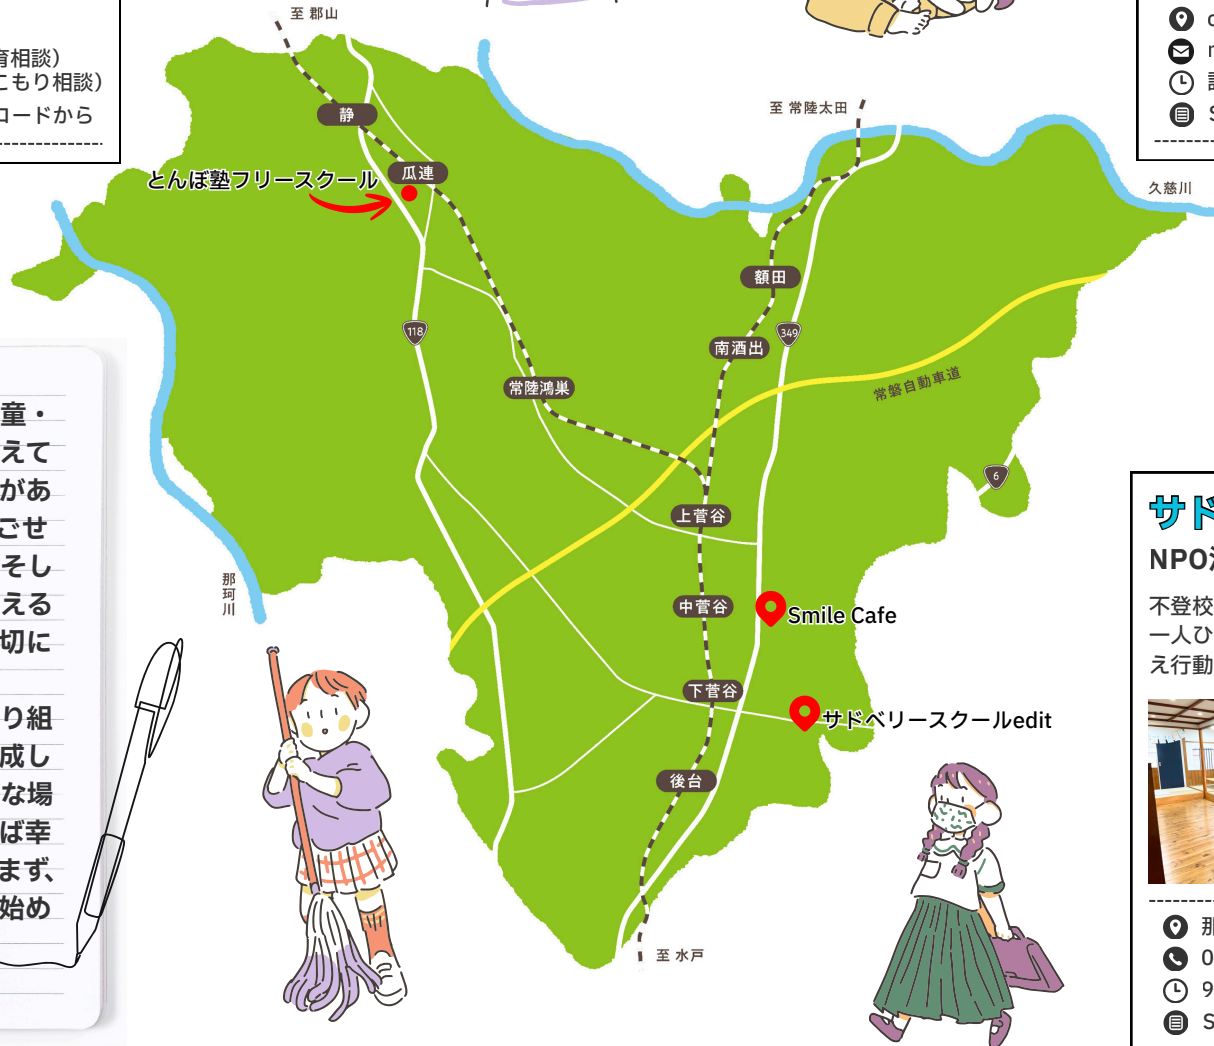 育相談）
こもり相談）
コードから
至 郡山
至 常陸太田
静
瓜連
とんぼ塾フリースクール
久慈川
額田
118
349
南酒出
常陸鴻巣
常磐自動車道
6
上菅谷
中菅谷
Smile Cafe
下菅谷
サドベリースクールedit
後台
至 水戸
那珂川
童・
えて
があ
ごせ
そし
える
切に
り組
成し
な場
ば幸
まず、
始め
サド
NPO
不登校
一人ひ
え行動
那
0
9
S